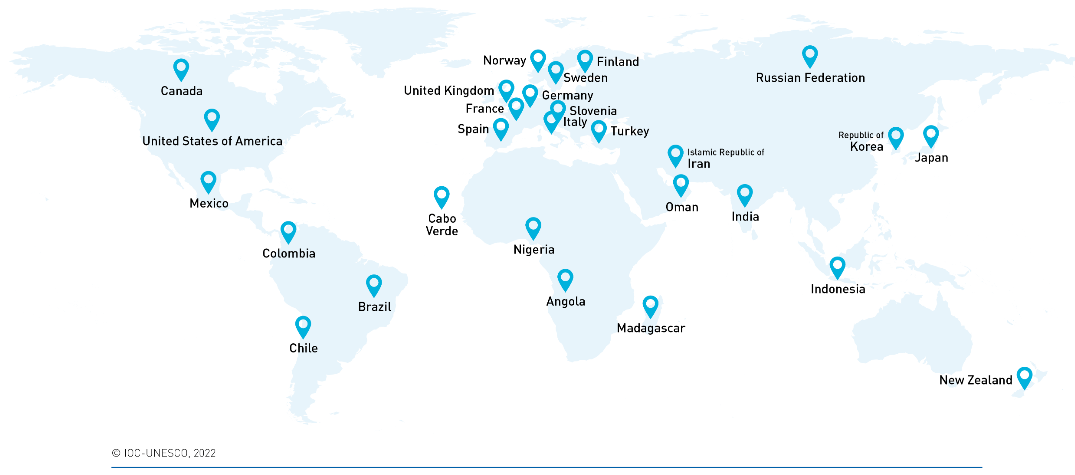 Norway
Finland
Russian Federation
Sweden
Canada
United Kingdom
Germany
France
Slovenia
Italy
Spain
Turkey
United States of America
Republic of
Korea
Japan
Islamic Republic of
Iran
Mexico
Oman
India
Cabo
Verde
Nigeria
Colombia
Indonesia
Angola
Brazil
Madagascar
Chile
New Zealand
© IOC-UNESCO, 2022